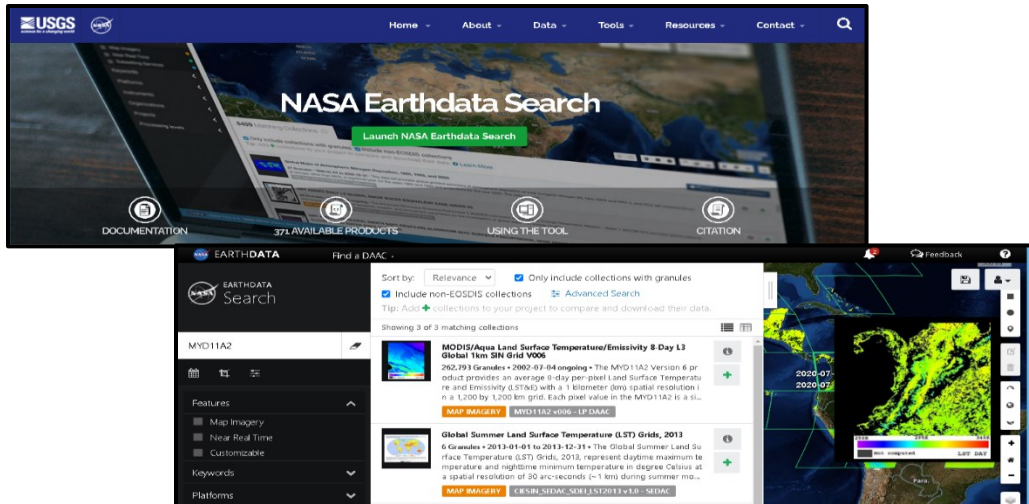 USGS
science for a changing world
NASA
Home
About
Data
Tools
Resources
Contact
NASA Earthdata Search
Launch NASA Earthdata Search
DOCUMENTATION
371 AVAILABLE PRODUCTS
USING THE TOOL
CITATION
EARTHDATA
Find a DAAC
Feedback
EARTHDATA
Search
MYD11A2
Features
Map Imagery
Near Real Time
Customizable
Keywords
Platforms
Sort by: Relevance
Only include collections with granules
Include non-EOSDIS collections
Advanced Search
Tip: Add + collections to your project to compare and download their data.
Showing 3 of 3 matching collections
MODIS/Aqua Land Surface Temperature/Emissivity 8-Day L3
Global 1km SIN Grid V006
262,793 Granules • 2002-07-04 ongoing • The MYD11A2 Version 6 pr
oduct provides an average 8-day per-pixel Land Surface Temperatu
re and Emissivity (LST&E) with a 1 kilometer (km) spatial resolution i
n a 1,200 by 1,200 km grid. Each pixel value in the MYD11A2 is a si...
MAP IMAGERY
MYD11A2 v006 - LP DAAC
Global Summer Land Surface Temperature (LST) Grids, 2013
6 Granules • 2013-01-01 to 2013-12-31 • The Global Summer Land Su
rface Temperature (LST) Grids, 2013, represent daytime maximum te
mperature and nighttime minimum temperature in degree Celsius at
a spatial resolution of 30 arc-seconds (~1 km) during summer mo...
MAP IMAGERY
CIESIN_SEDAC_SDEI_LST2013 v1.0 - SEDAC
2020-07-
2020-07-
Not computed
LST DAY
Para.